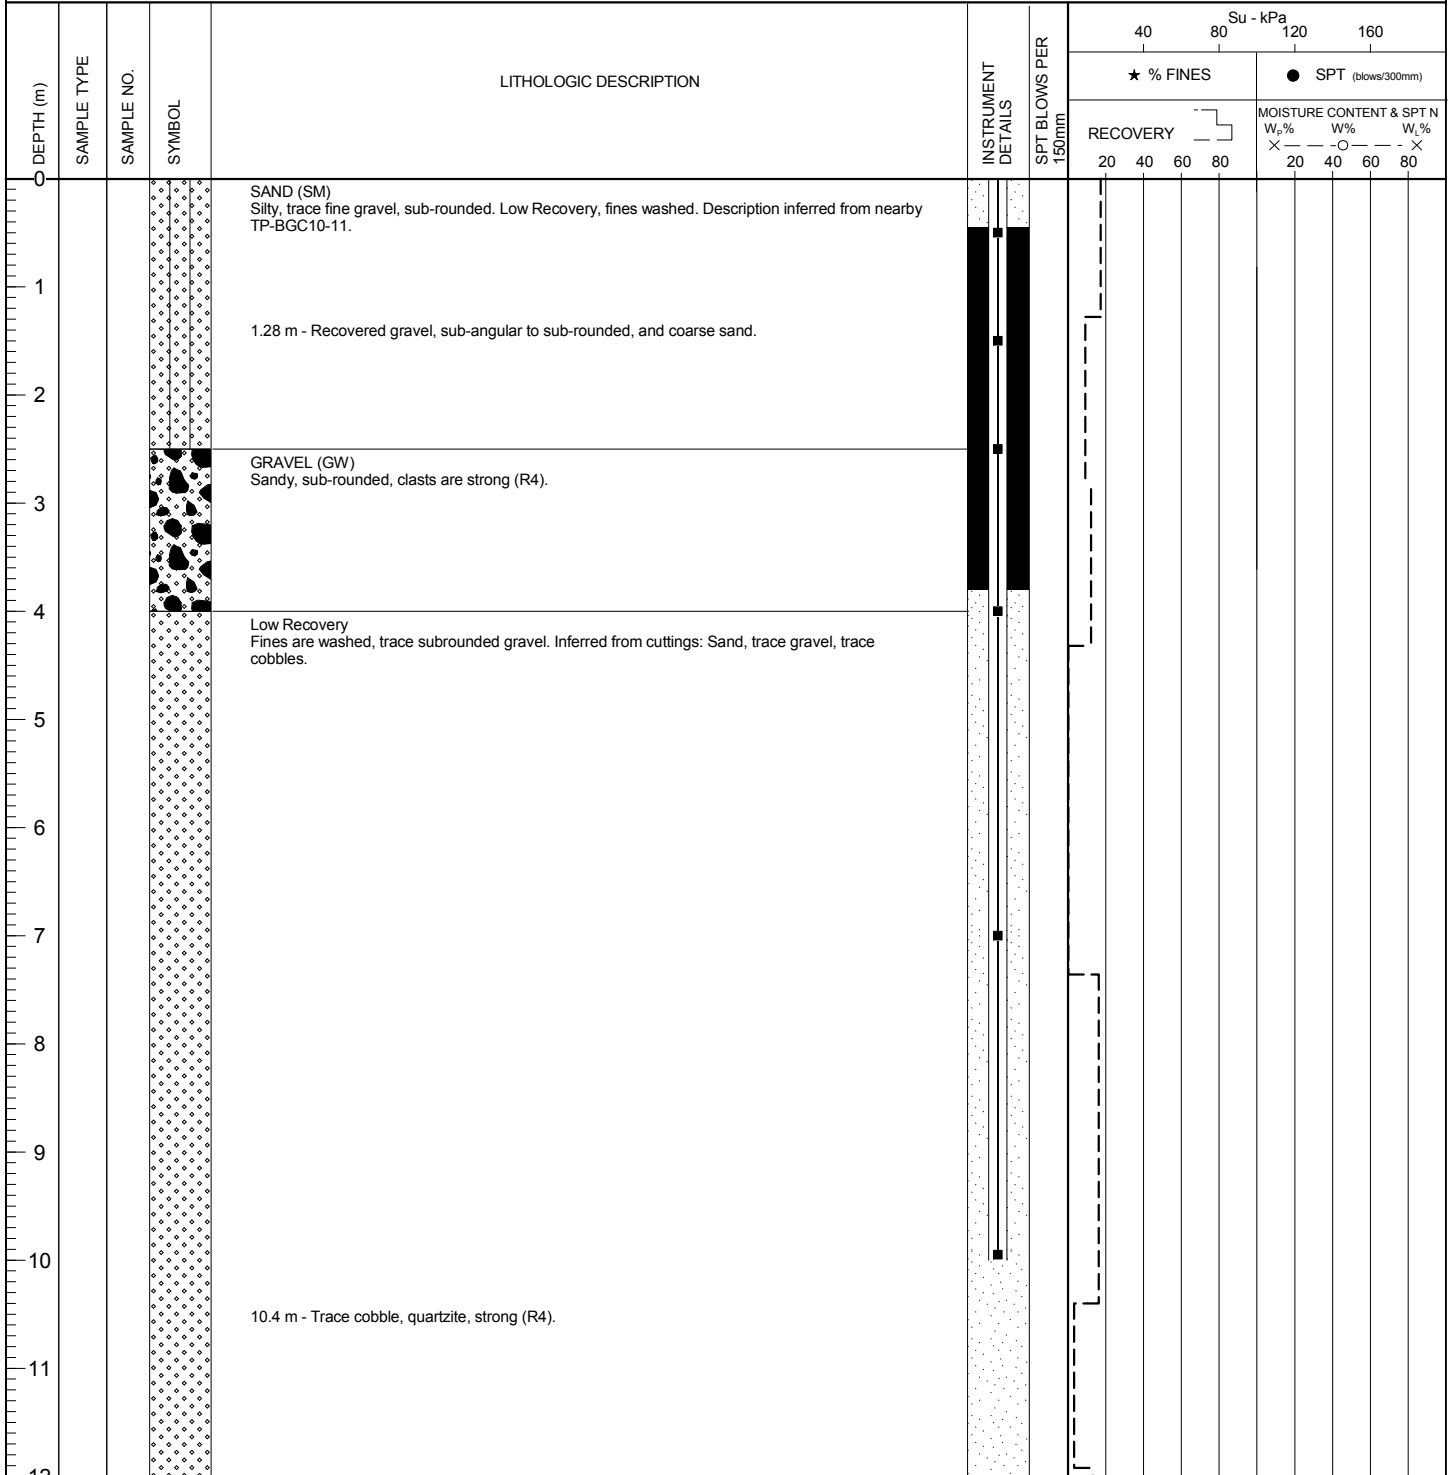 Su - kPa
40 80 120 160
DEPTH (m)
SAMPLE TYPE
SAMPLE NO.
SYMBOL
LITHOLOGIC DESCRIPTION
INSTRUMENT
DETAILS
SPT BLOWS PER
150mm
★ % FINES
● SPT (blows/300mm)
RECOVERY
MOISTURE CONTENT & SPT N
WP% W% WL%
20 40 60 80 20 40 60 80
0
SAND (SM)
Silty, trace fine gravel, sub-rounded. Low Recovery, fines washed. Description inferred from nearby
TP-BGC10-11.
1
1.28 m - Recovered gravel, sub-angular to sub-rounded, and coarse sand.
2
GRAVEL (GW)
Sandy, sub-rounded, clasts are strong (R4).
3
4
Low Recovery
Fines are washed, trace subrounded gravel. Inferred from cuttings: Sand, trace gravel, trace
cobbles.
5
6
7
8
9
10
10.4 m - Trace cobble, quartzite, strong (R4).
11
12